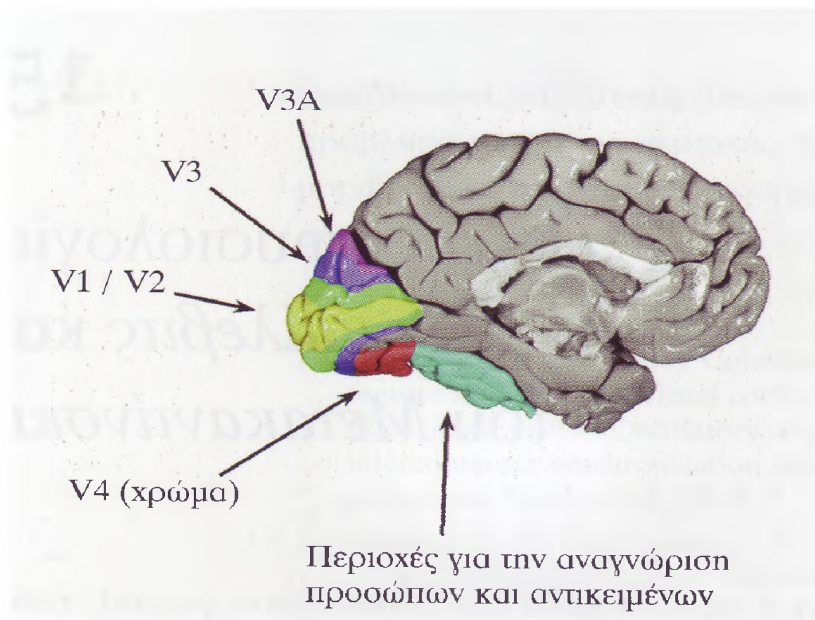 V3A
V3
V1 / V2
V4 (χρώμα)
Περιοχές για την αναγνώριση
προσώπων και αντικειμένων